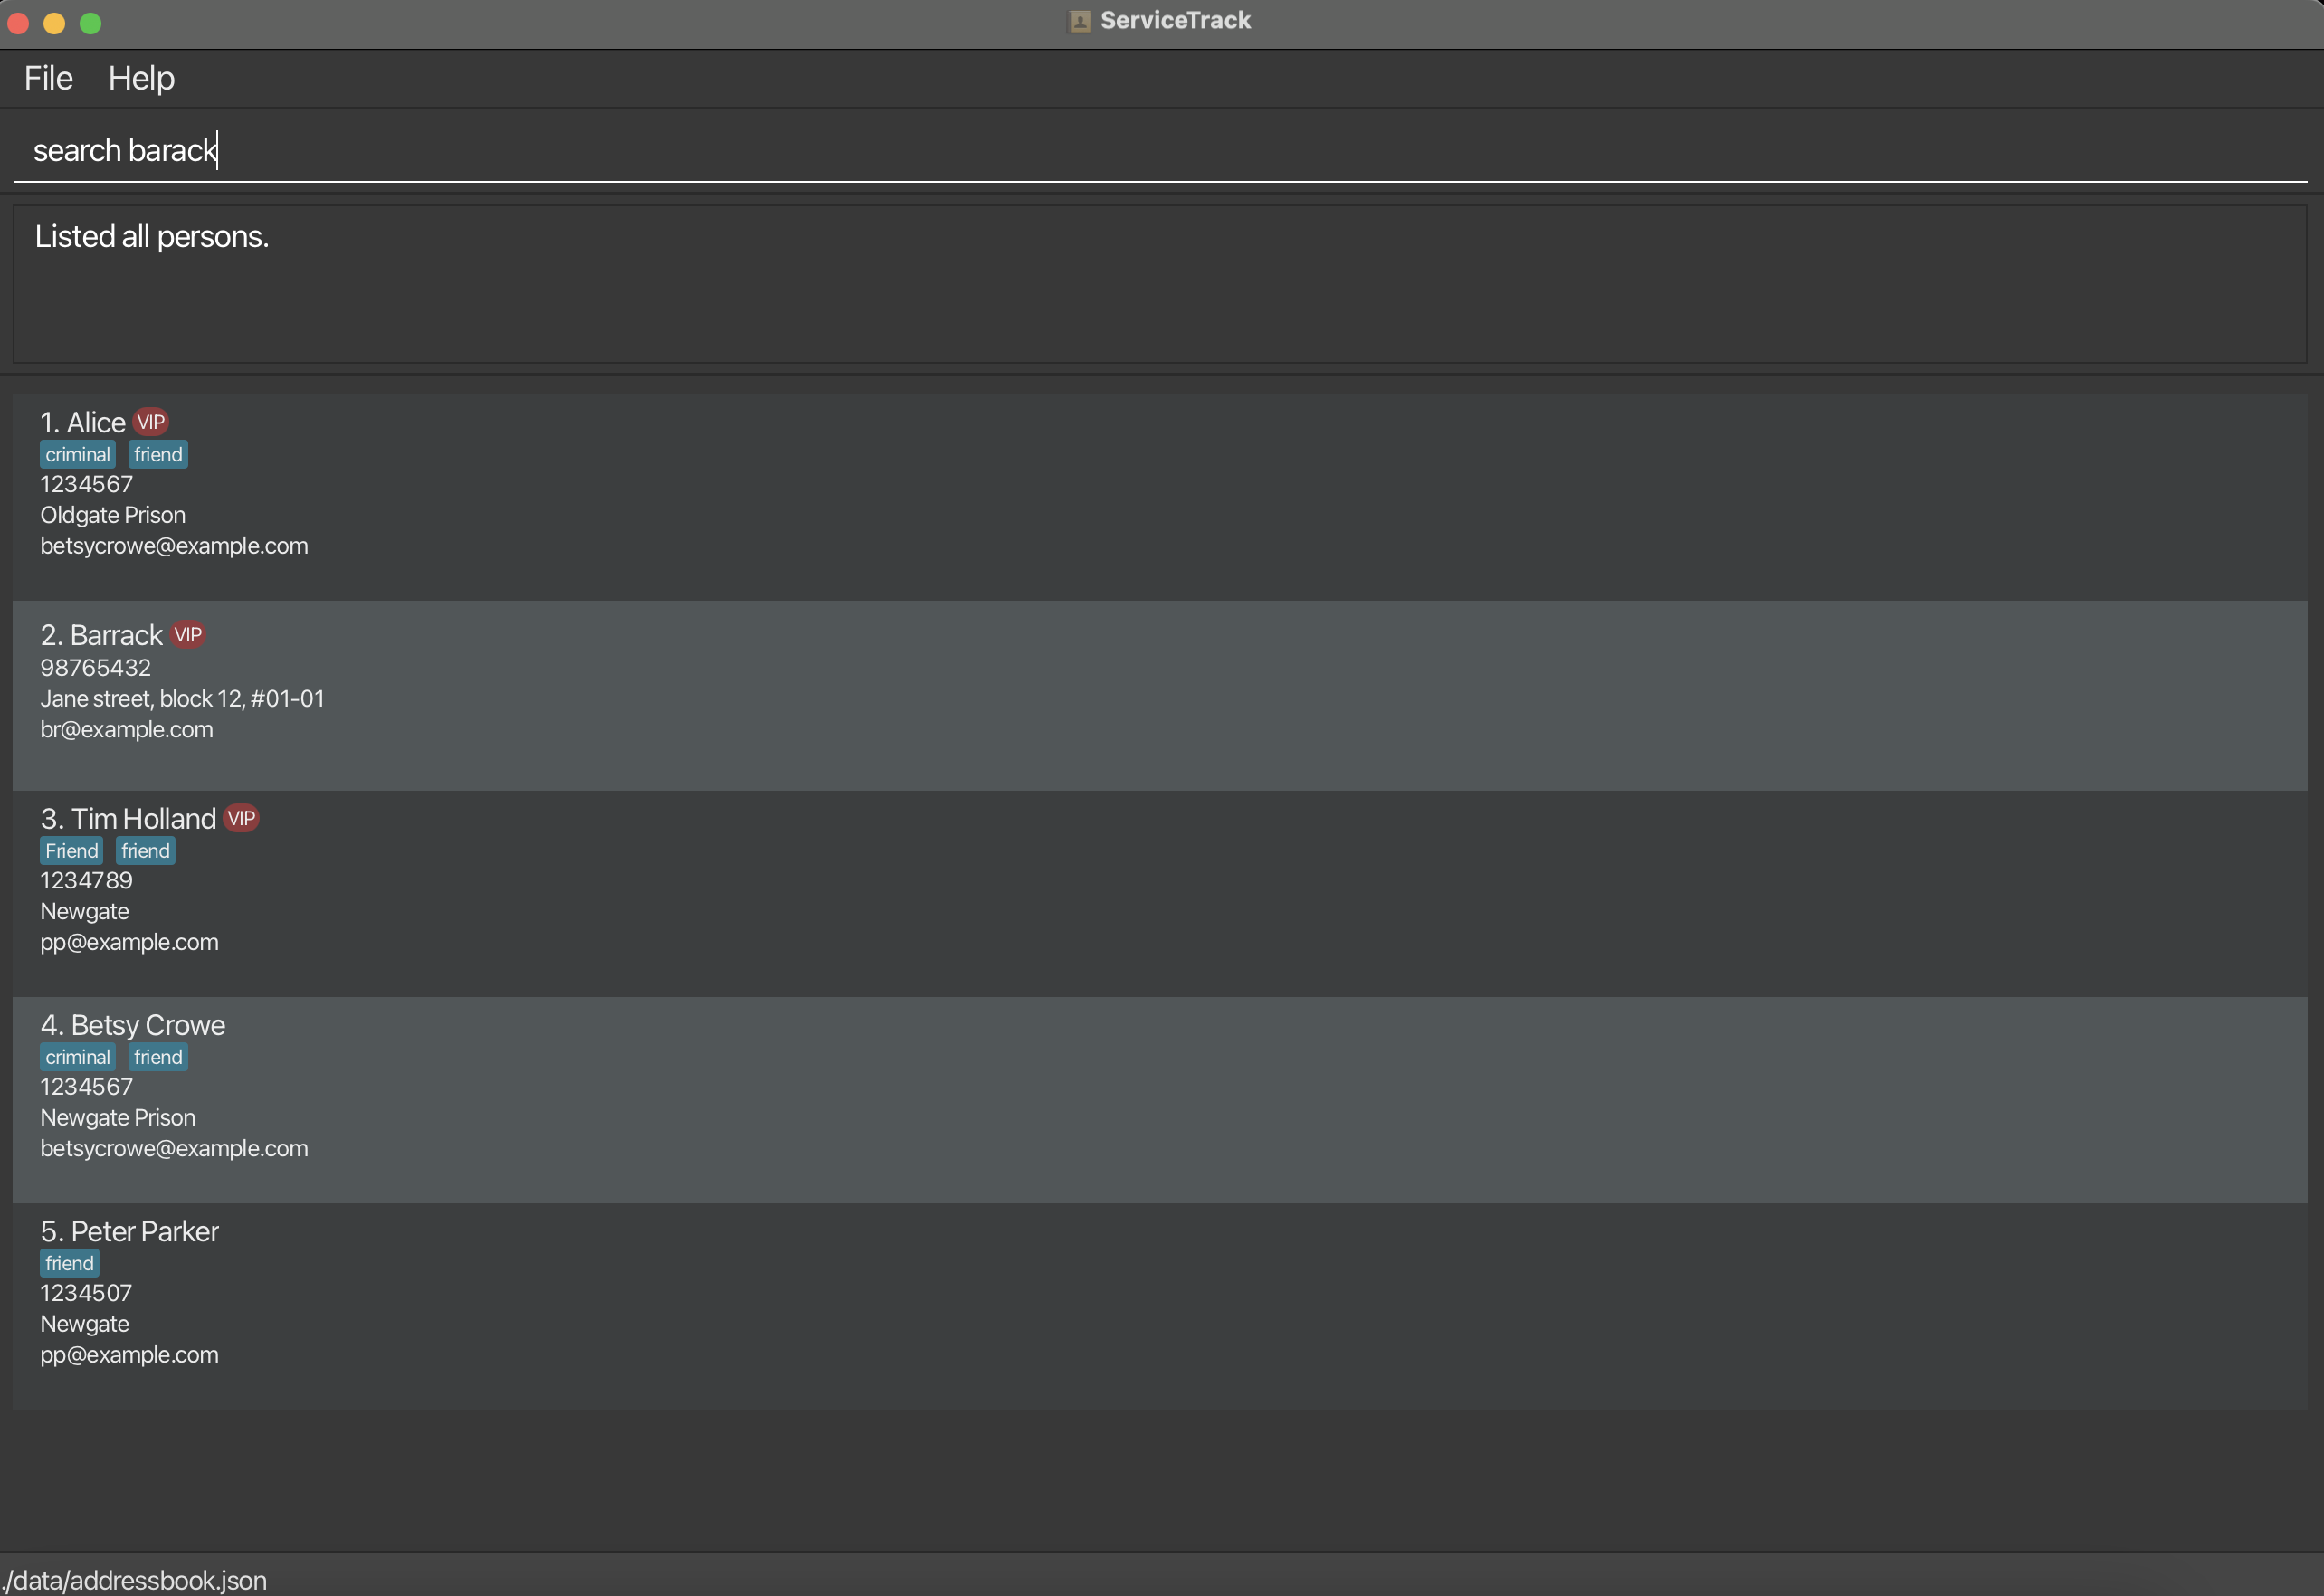 ServiceTrack
File Help
search barack
Listed all persons.
1. Alice VIP
criminal friend
1234567
Oldgate Prison
betsycrowe@example.com
2. Barrack VIP
98765432
Jane street, block 12, #01-01
br@example.com
3. Tim Holland VIP
Friend friend
1234789
Newgate
pp@example.com
4. Betsy Crowe
criminal friend
1234567
Newgate Prison
betsycrowe@example.com
5. Peter Parker
friend
1234507
Newgate
pp@example.com
./data/addressbook.json